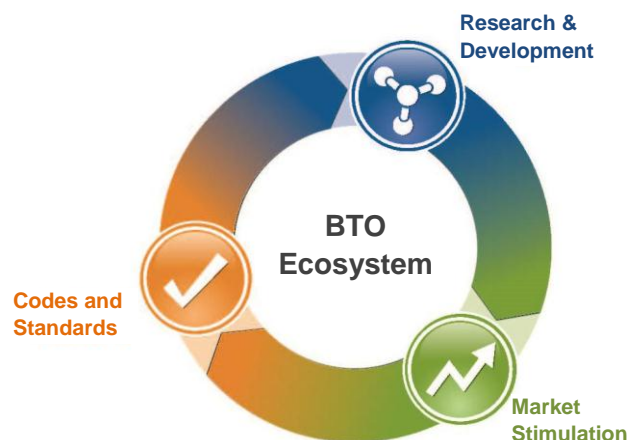 Research &
Development
BTO
Ecosystem
Codes and
Standards
Market
Stimulation